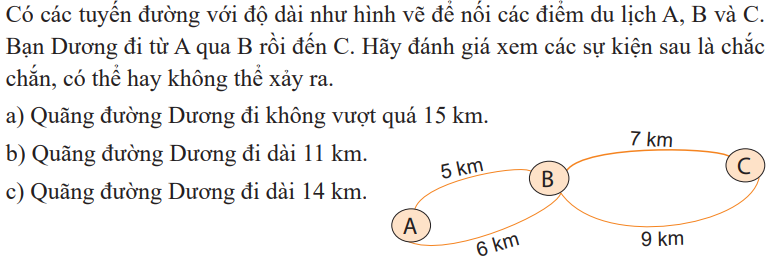 Có các tuyến đường với độ dài như hình vẽ để nối các điểm du lịch A, B và C.
Bạn Dương đi từ A qua B rồi đến C. Hãy đánh giá xem các sự kiện sau là chắc
chắn, có thể hay không thể xảy ra.
a) Quãng đường Dương đi không vượt quá 15 km.
b) Quãng đường Dương đi dài 11 km.
c) Quãng đường Dương đi dài 14 km.
7 km
5 km
B
C
A
6 km
9 km